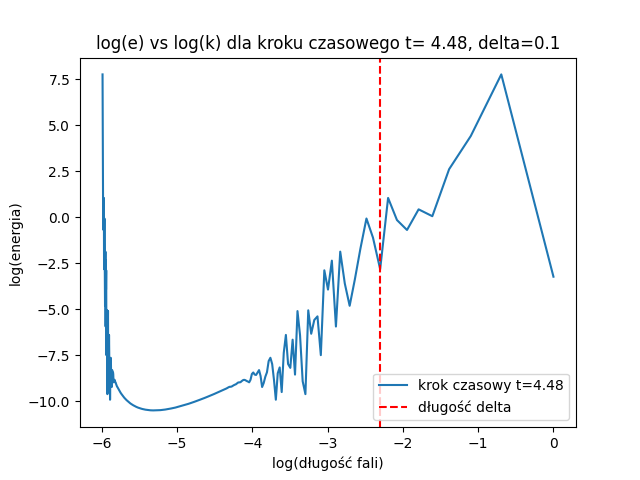 log(e) vs log(k) dla kroku czasowego t= 4.48, delta=0.1
7.5
5.0
2.5
0.0
−2.5
−5.0
−7.5
−10.0
log(energia)
krok czasowy t=4.48
długość delta
−6 −5 −4 −3 −2 −1 0
log(długość fali)